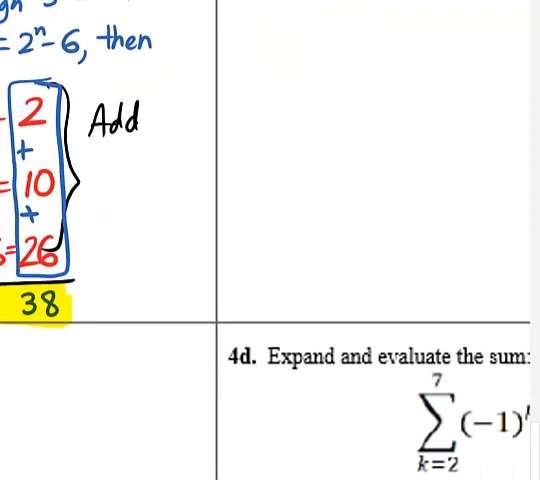 = 2ⁿ - 6, then
2
Add
+
= 10
+
= 26
38
4d. Expand and evaluate the sum:
7
∑(−1)
k=2